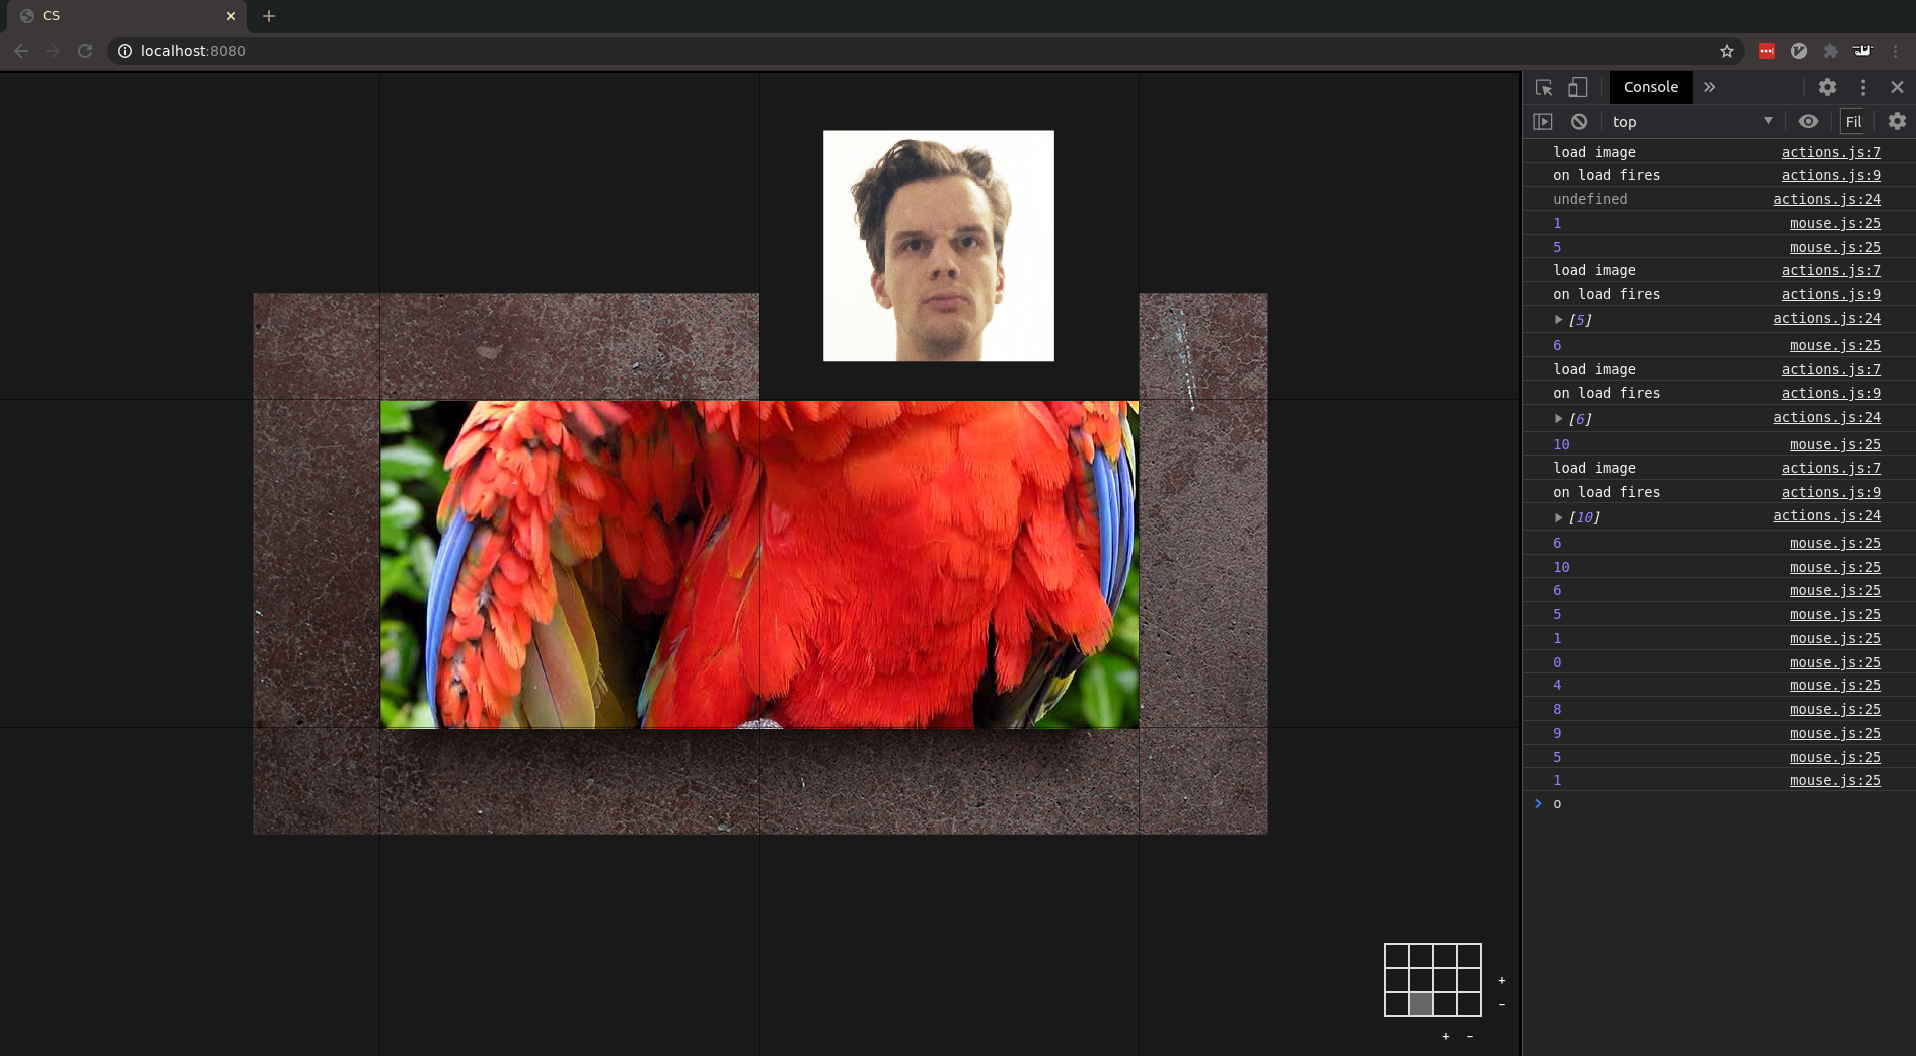 CS
localhost:8080
Console
top
Fil
load image actions.js:7
on load fires actions.js:9
undefined actions.js:24
1 mouse.js:25
5 mouse.js:25
load image actions.js:7
on load fires actions.js:9
[5] actions.js:24
6 mouse.js:25
load image actions.js:7
on load fires actions.js:9
[6] actions.js:24
10 mouse.js:25
load image actions.js:7
on load fires actions.js:9
[10] actions.js:24
6 mouse.js:25
10 mouse.js:25
6 mouse.js:25
5 mouse.js:25
1 mouse.js:25
0 mouse.js:25
4 mouse.js:25
8 mouse.js:25
9 mouse.js:25
5 mouse.js:25
1 mouse.js:25
o
+
-
+ -